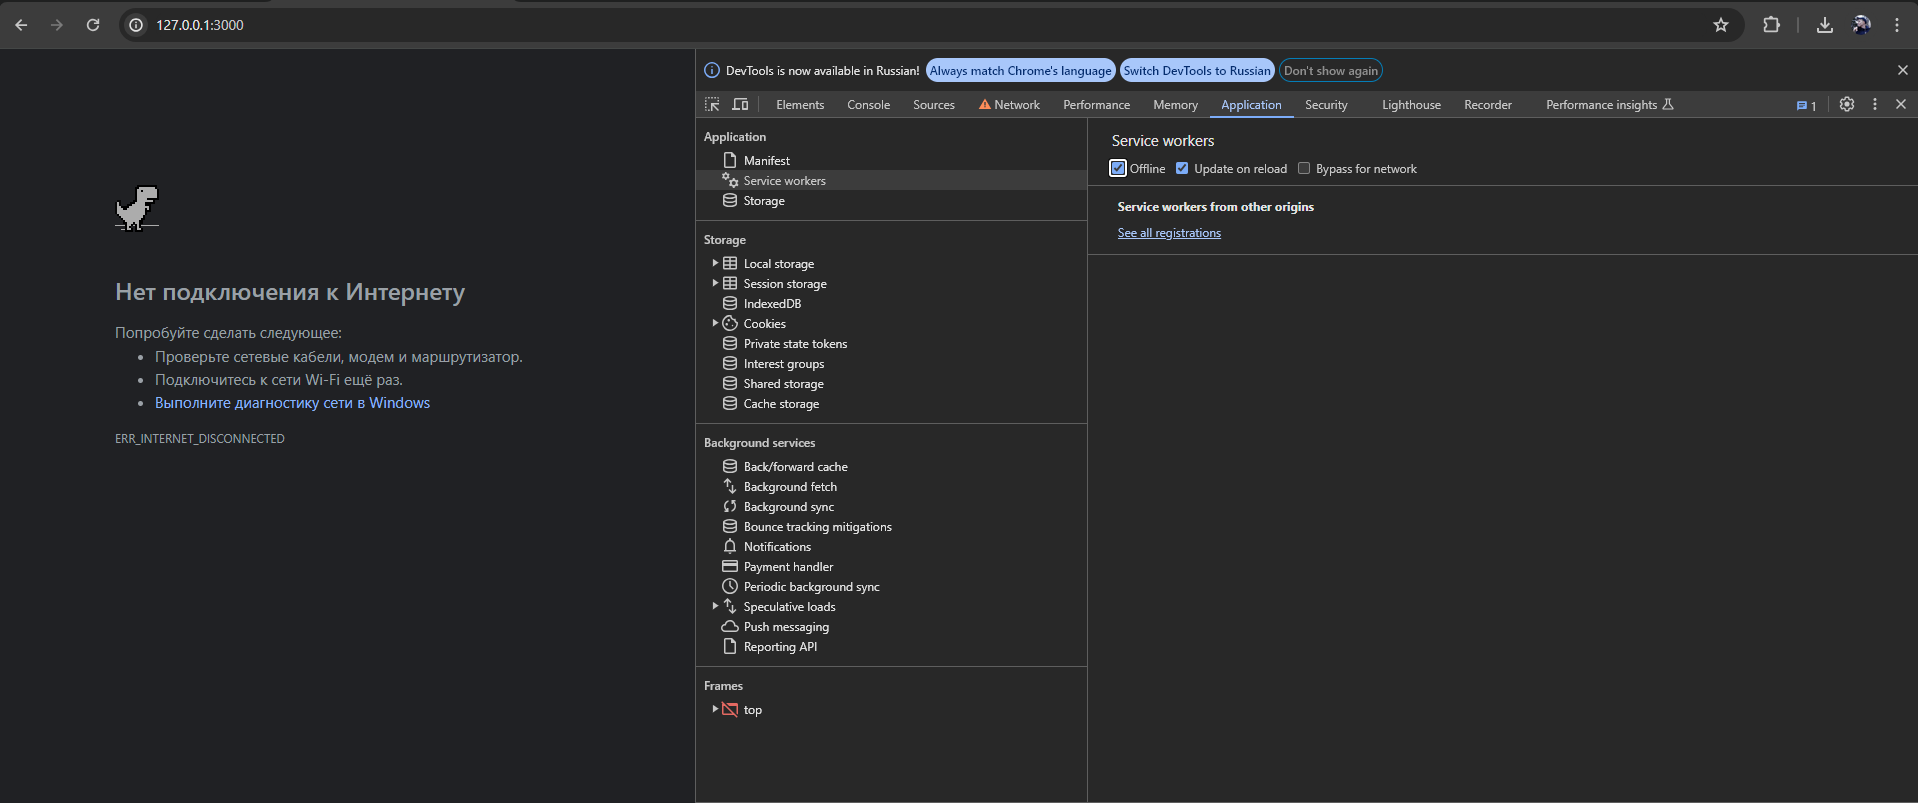 127.0.0.1:3000
Нет подключения к Интернету
Попробуйте сделать следующее:
Проверьте сетевые кабели, модем и маршрутизатор.
Подключитесь к сети Wi-Fi ещё раз.
Выполните диагностику сети в Windows
ERR_INTERNET_DISCONNECTED
DevTools is now available in Russian! Always match Chrome's language Switch DevTools to Russian Don't show again
Elements Console Sources Network Performance Memory Application Security Lighthouse Recorder Performance insights 1
Application
Manifest
Service workers
Storage
Storage
Local storage
Session storage
IndexedDB
Cookies
Private state tokens
Interest groups
Shared storage
Cache storage
Background services
Back/forward cache
Background fetch
Background sync
Bounce tracking mitigations
Notifications
Payment handler
Periodic background sync
Speculative loads
Push messaging
Reporting API
Frames
top
Service workers
Offline Update on reload Bypass for network
Service workers from other origins
See all registrations